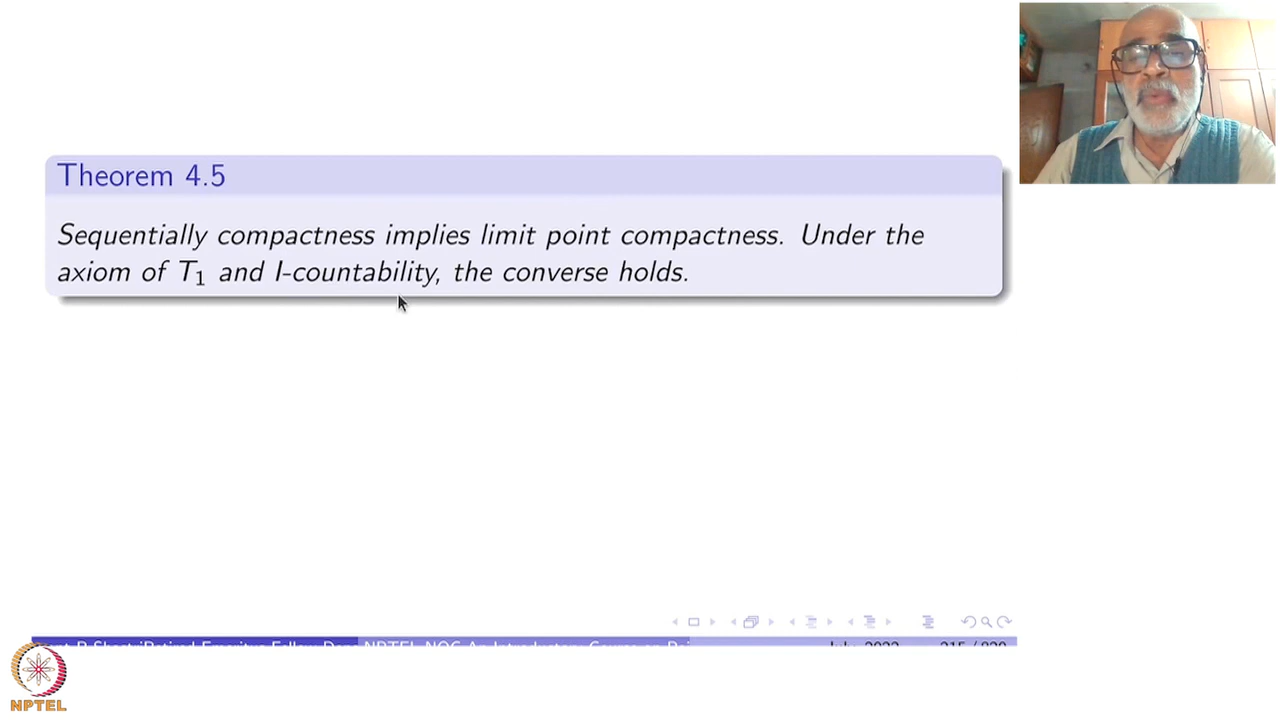 Theorem 4.5
Sequentially compactness implies limit point compactness. Under the
axiom of T₁ and I-countability, the converse holds.
NPTEL